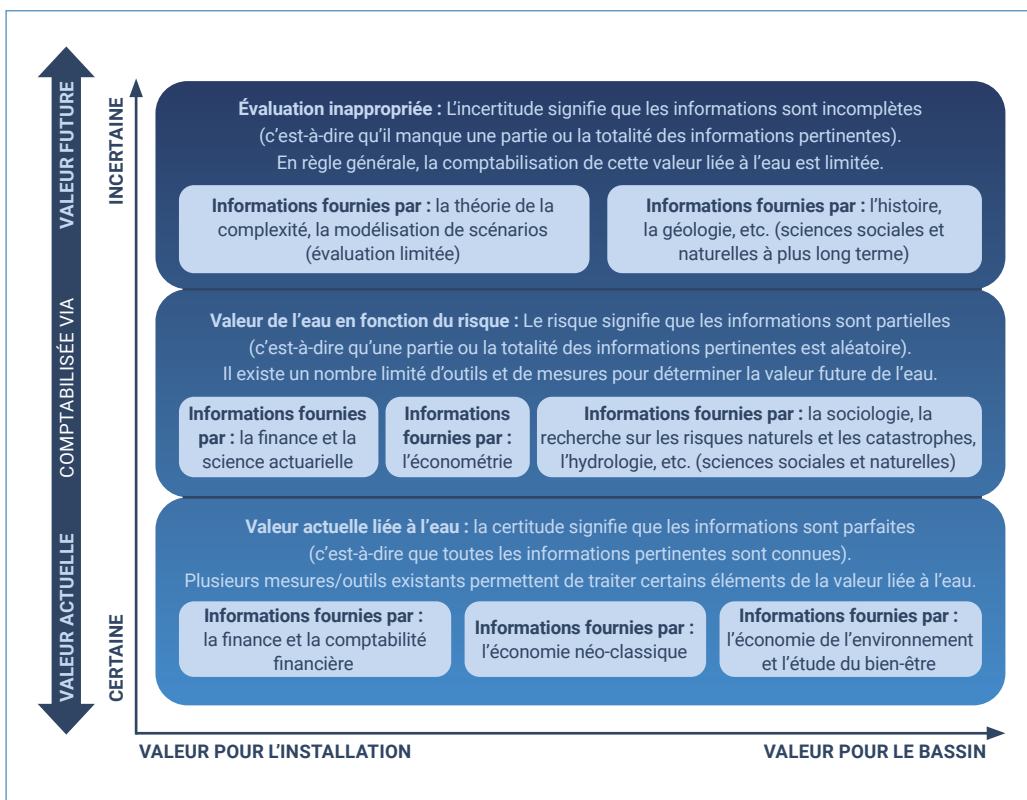 VALEUR FUTURE
COMPTABILISÉE VIA
VALEUR ACTUELLE
INCERTAINE
CERTAINE
Évaluation inappropriée : L’incertitude signifie que les informations sont incomplètes
(c’est-à-dire qu’il manque une partie ou la totalité des informations pertinentes).
En règle générale, la comptabilisation de cette valeur liée à l’eau est limitée.
Informations fournies par : la théorie de la
complexité, la modélisation de scénarios
(évaluation limitée)
Informations fournies par : l’histoire,
la géologie, etc. (sciences sociales et
naturelles à plus long terme)
Valeur de l’eau en fonction du risque : Le risque signifie que les informations sont partielles
(c’est-à-dire qu’une partie ou la totalité des informations pertinentes est aléatoire).
Il existe un nombre limité d’outils et de mesures pour déterminer la valeur future de l’eau.
Informations fournies
par : la finance et la
science actuarielle
Informations
fournies par :
l’économétrie
Informations fournies par : la sociologie, la
recherche sur les risques naturels et les catastrophes,
l’hydrologie, etc. (sciences sociales et naturelles)
Valeur actuelle liée à l’eau : la certitude signifie que les informations sont parfaites
(c’est-à-dire que toutes les informations pertinentes sont connues).
Plusieurs mesures/outils existants permettent de traiter certains éléments de la valeur liée à l’eau.
Informations fournies par :
la finance et la comptabilité
financière
Informations fournies par :
l’économie néo-classique
Informations fournies par :
l’économie de l’environnement
et l’étude du bien-être
VALEUR POUR L’INSTALLATION
VALEUR POUR LE BASSIN